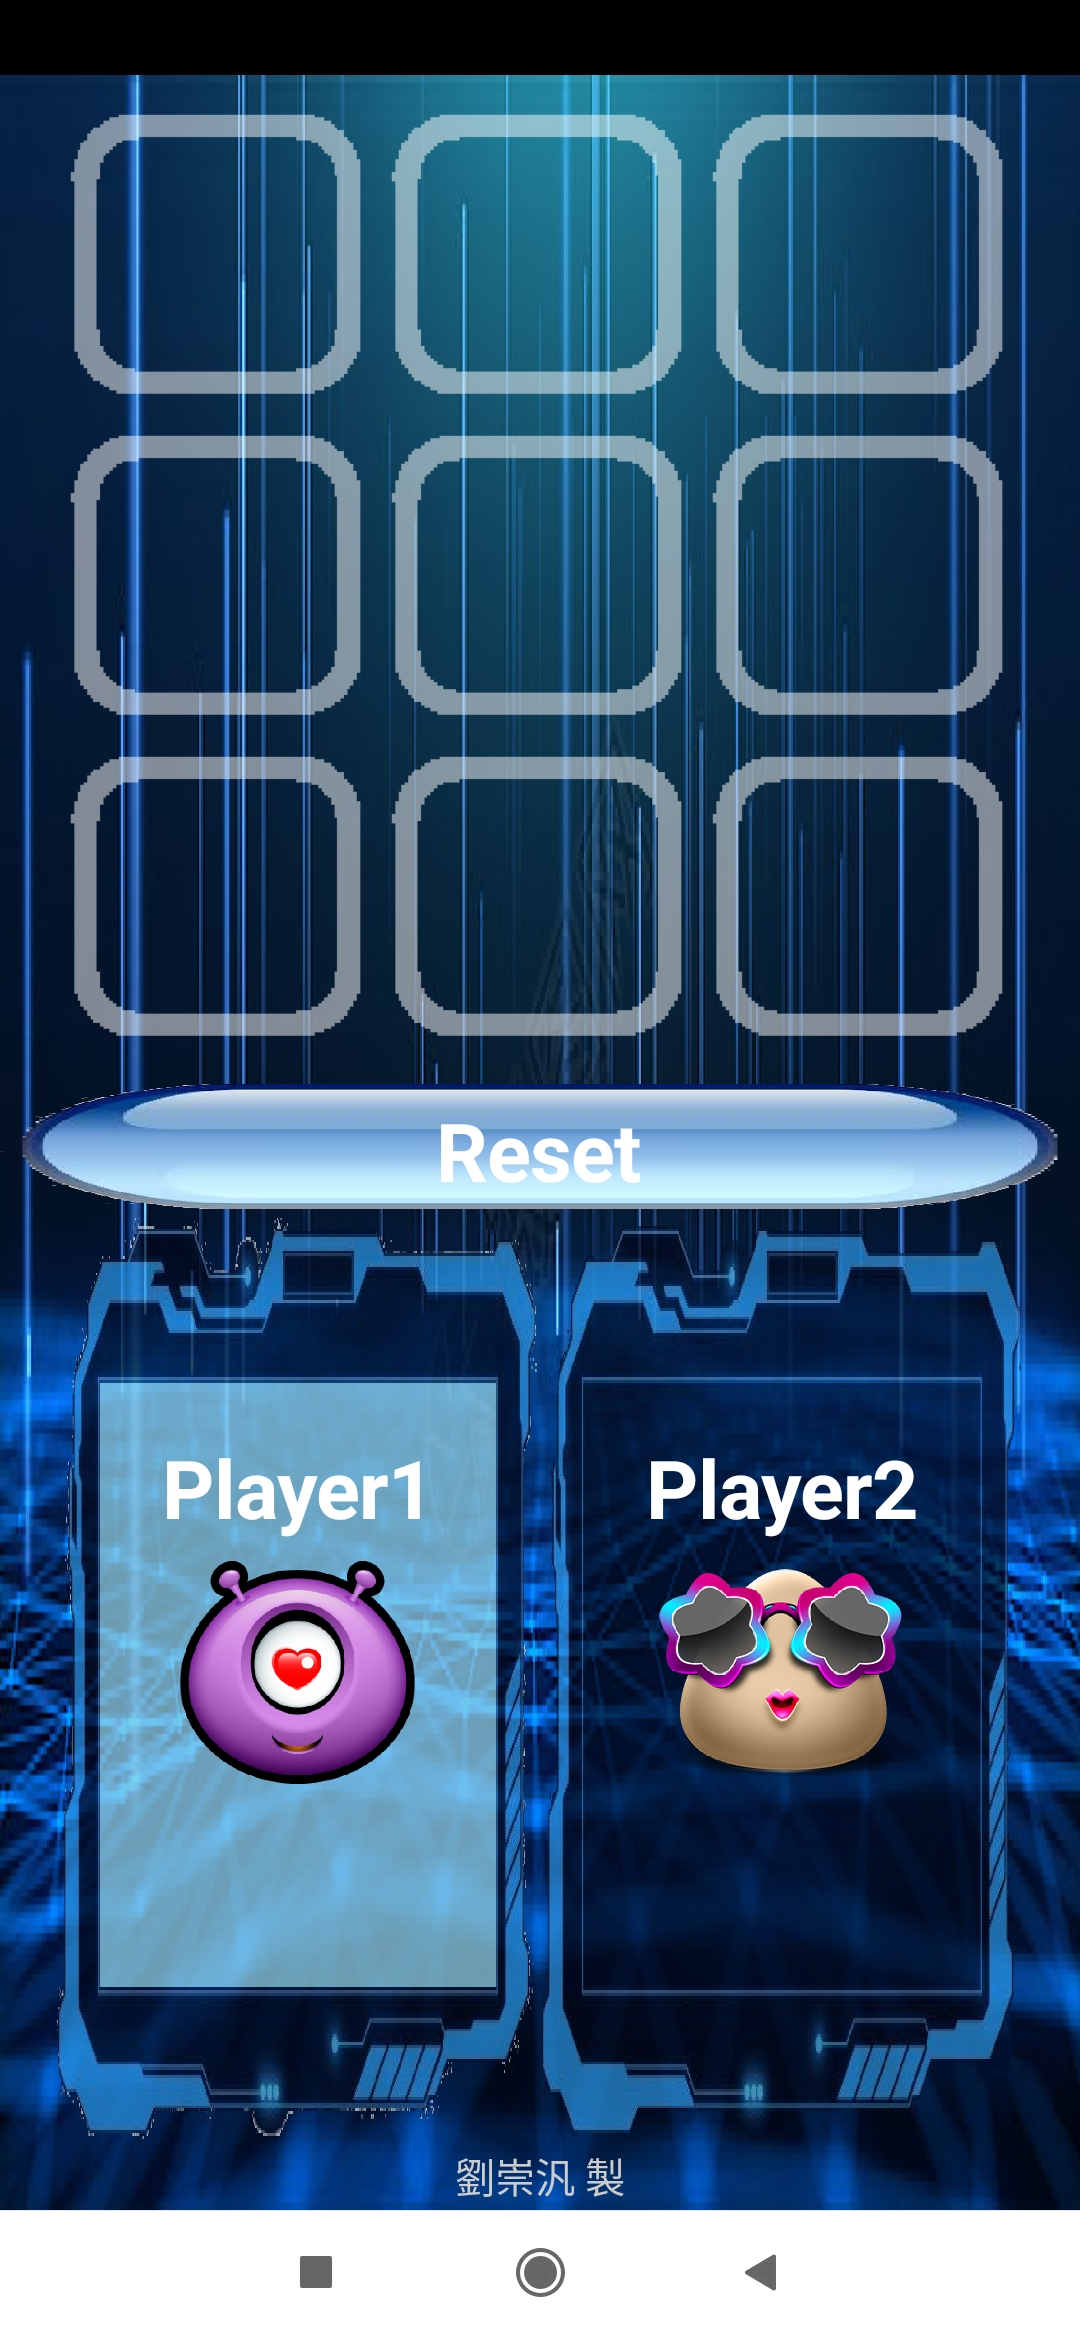 Reset
Player1
Player2
劉崇汎 製